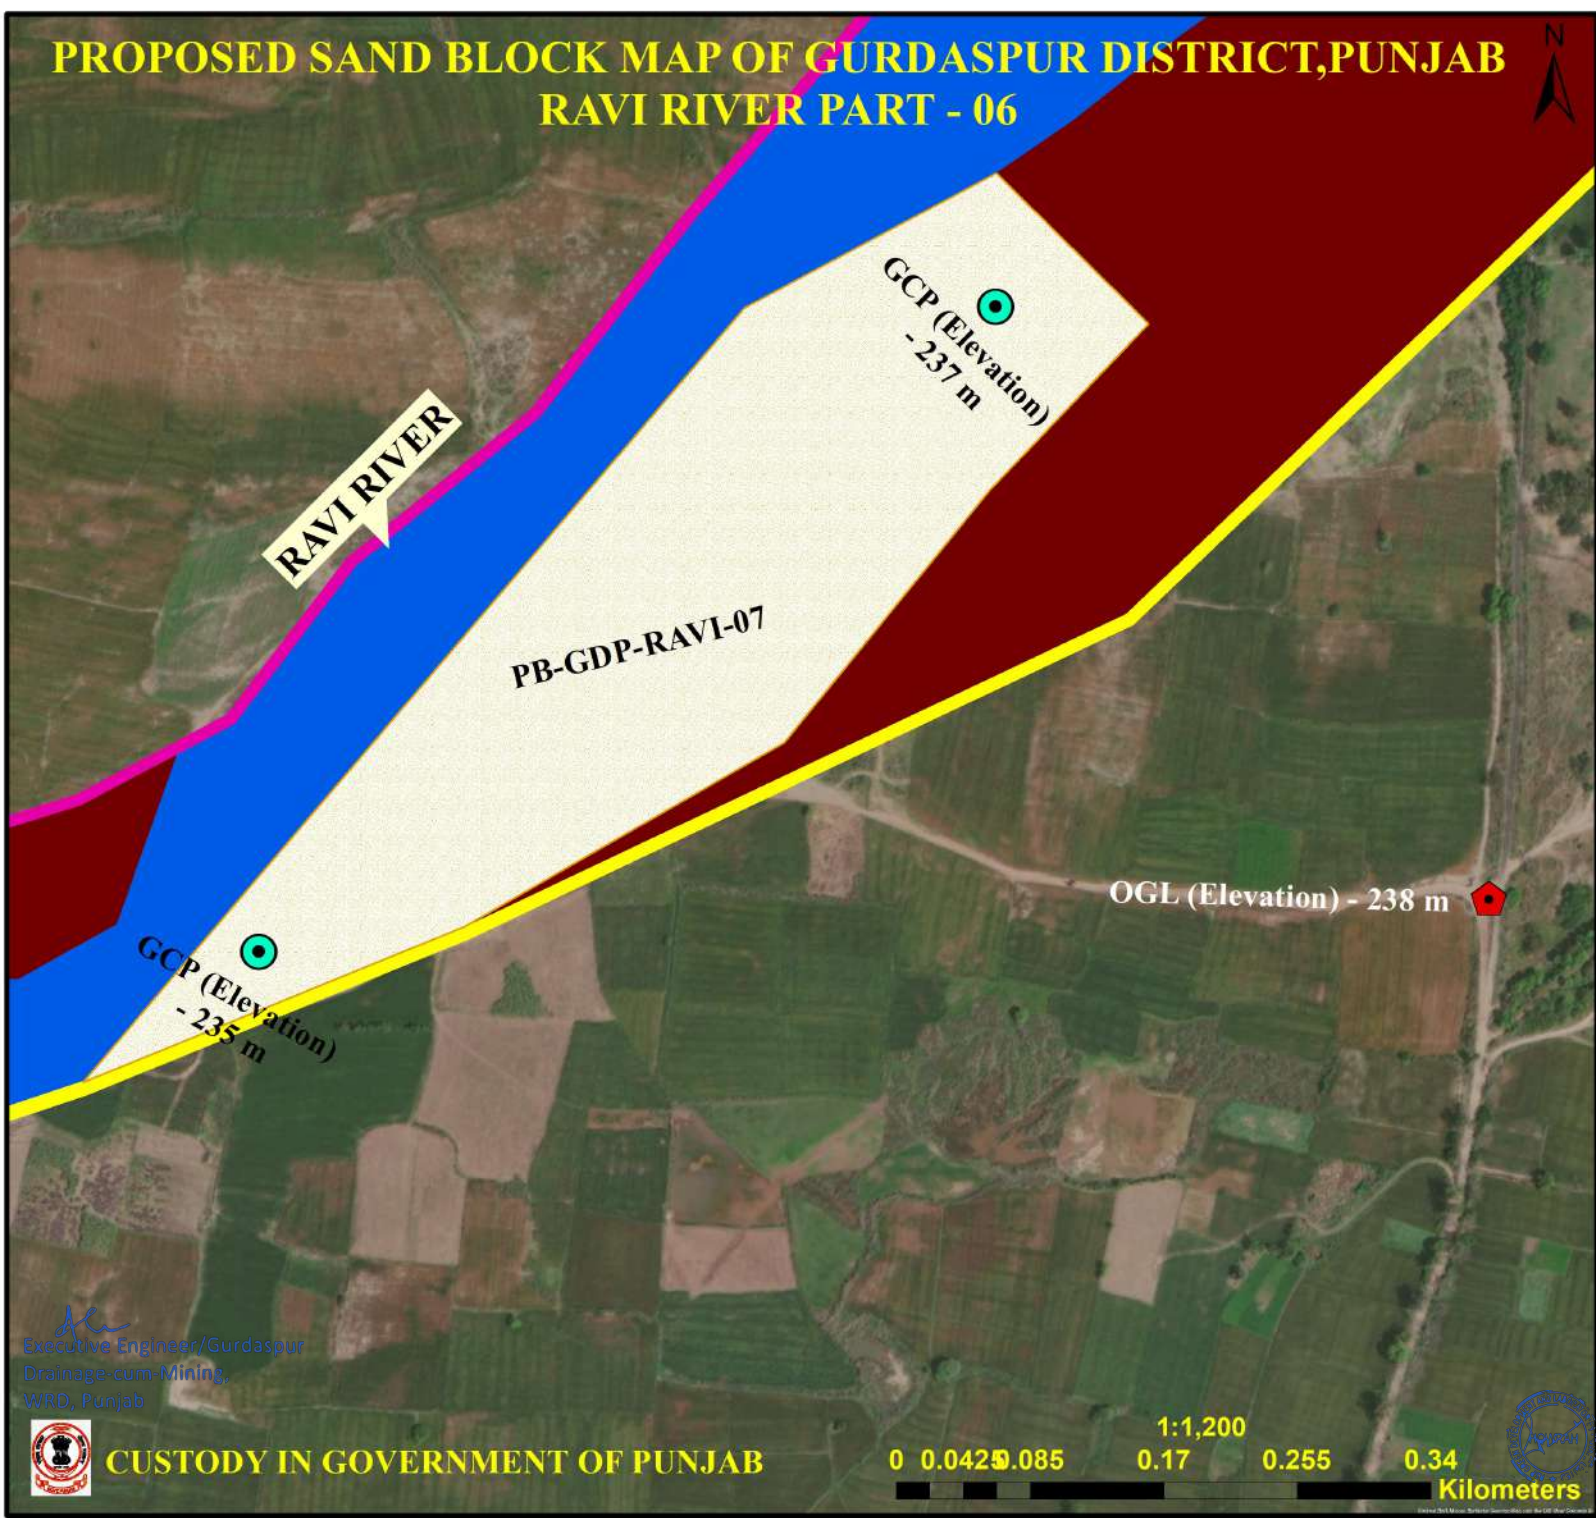 PROPOSED SAND BLOCK MAP OF GURDASPUR DISTRICT,PUNJAB
RAVI RIVER PART - 06
N
GCP (Elevation)
- 237 m
RAVI RIVER
PB-GDP-RAVI-07
OGL (Elevation) - 238 m
GCP (Elevation)
- 235 m
Executive Engineer/Gurdaspur
Drainage-cum-Mining
WRD, Punjab
CUSTODY IN GOVERNMENT OF PUNJAB
1:1,200
0 0.0425 0.085 0.17 0.255 0.34
Kilometers